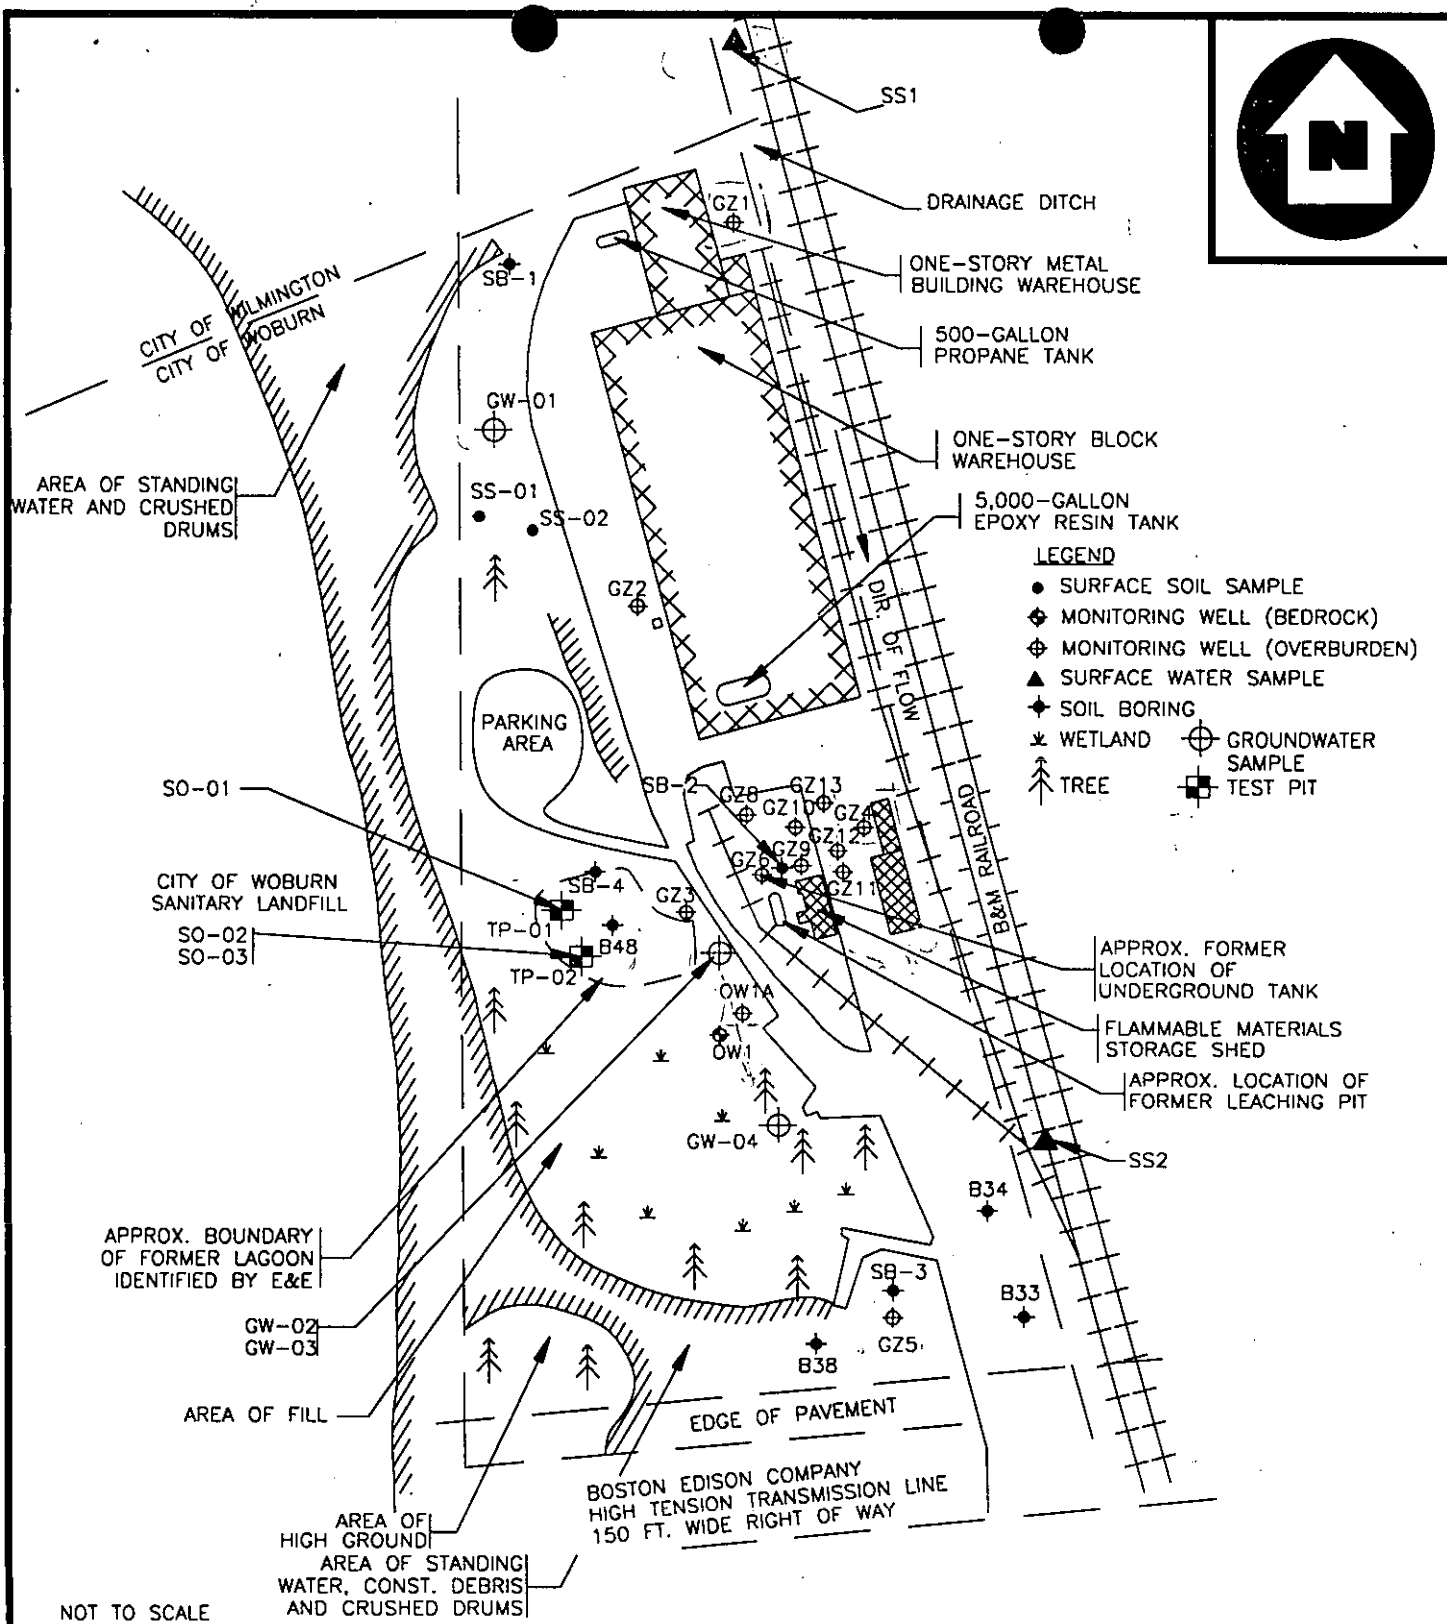 SS1
N
DRAINAGE DITCH
GZ1
ONE-STORY METAL
BUILDING WAREHOUSE
SB-1
CITY OF WILMINGTON
CITY OF WOBURN
500-GALLON
PROPANE TANK
GW-01
ONE-STORY BLOCK
WAREHOUSE
AREA OF STANDING
WATER AND CRUSHED
DRUMS
SS-01
SS-02
5,000-GALLON
EPOXY RESIN TANK
LEGEND
SURFACE SOIL SAMPLE
MONITORING WELL (BEDROCK)
MONITORING WELL (OVERBURDEN)
SURFACE WATER SAMPLE
SOIL BORING
WETLAND
GROUNDWATER
SAMPLE
TREE
TEST PIT
GZ2
DIR. OF FLOW
PARKING
AREA
SO-01
SB-2
GZ8
GZ13
GZ10
GZ4
GZ12
GZ9
GZ6
GZ11
B&M RAILROAD
CITY OF WOBURN
SANITARY LANDFILL
SB-4
GZ3
TP-01
SO-02
SO-03
B48
TP-02
APPROX. FORMER
LOCATION OF
UNDERGROUND TANK
OW1A
OW1
FLAMMABLE MATERIALS
STORAGE SHED
APPROX. LOCATION OF
FORMER LEACHING PIT
GW-04
SS2
B34
APPROX. BOUNDARY
OF FORMER LAGOON
IDENTIFIED BY E&E
SB-3
B33
GW-02
GW-03
GZ5
B38
AREA OF FILL
EDGE OF PAVEMENT
BOSTON EDISON COMPANY
HIGH TENSION TRANSMISSION LINE
150 FT. WIDE RIGHT OF WAY
AREA OF
HIGH GROUND
AREA OF STANDING
WATER, CONST. DEBRIS
AND CRUSHED DRUMS
NOT TO SCALE